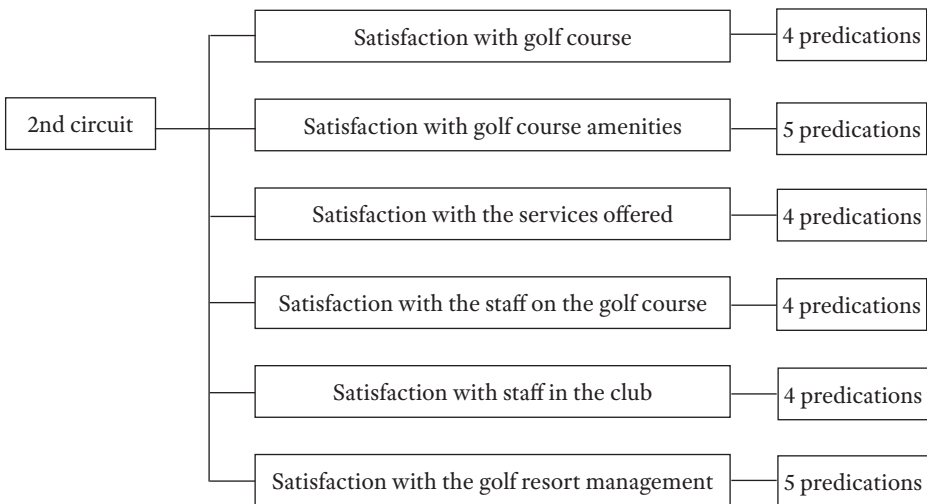 Satisfaction with golf course
4 predications
2nd circuit
Satisfaction with golf course amenities
5 predications
Satisfaction with the services offered
4 predications
Satisfaction with the staff on the golf course
4 predications
Satisfaction with staff in the club
4 predications
Satisfaction with the golf resort management
5 predications